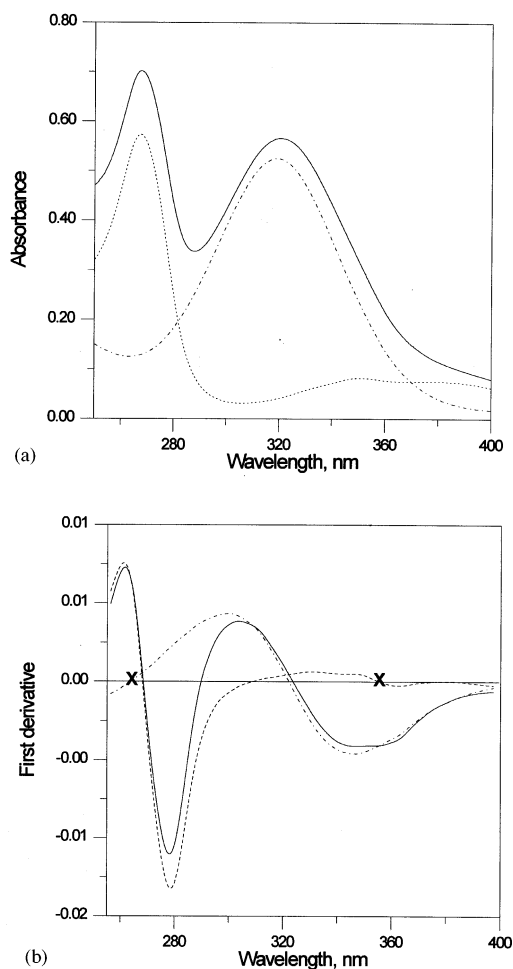 0.80
0.60
0.40
0.20
0.00
Absorbance
280 320 360 400
Wavelength, nm
(a)
0.01
0.01
0.00
-0.00
-0.01
-0.02
First derivative
X X
280 320 360 400
Wavelength, nm
(b)